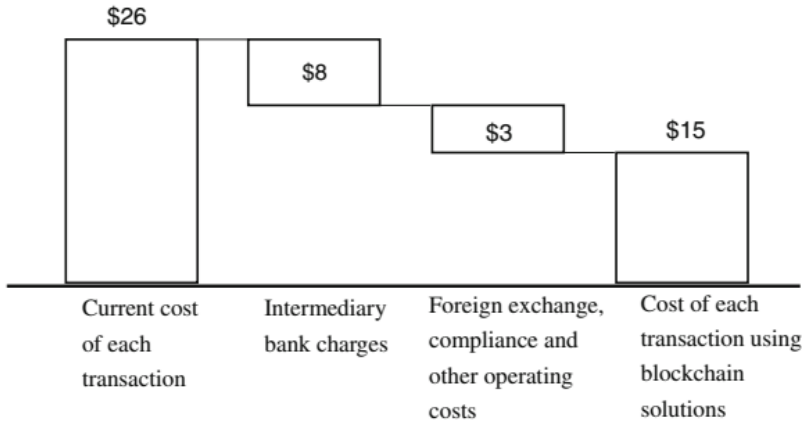 $26
$8
$3
$15
Current cost
of each
transaction
Intermediary
bank charges
Foreign exchange,
compliance and
other operating
costs
Cost of each
transaction using
blockchain
solutions